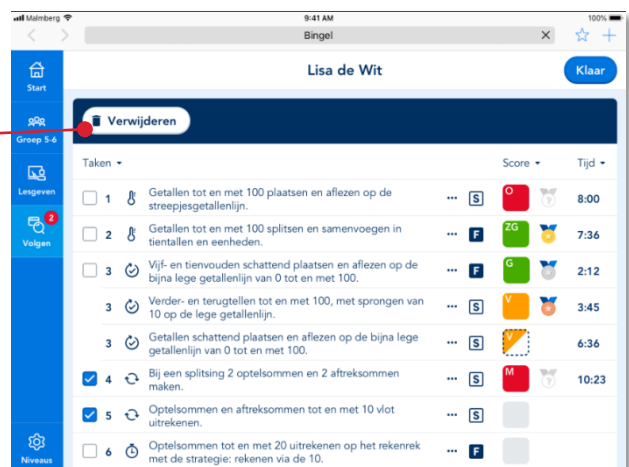 Malmberg
9:41 AM
100%
Bingel
Start
Lisa de Wit
Klaar
Groep 5-6
Verwijderen
Lesgeven
2
Volgen
Taken
Score
Tijd
1 Getallen tot en met 100 plaatsen en aflezen op de
streepjesgetallenlijn.
... S O ? 8:00
2 Getallen tot en met 100 splitsen en samenvoegen in
tientallen en eenheden.
... F ZG 7:36
3 Vijf- en tienvouden schattend plaatsen en aflezen op de
bijna lege getallenlijn van 0 tot en met 100.
... F G 2:12
3 Verder- en terugtellen tot en met 100, met sprongen van
10 op de lege getallenlijn.
... S V 3:45
3 Getallen schattend plaatsen en aflezen op de bijna lege
getallenlijn van 0 tot en met 100.
... S V 6:36
4 Bij een splitsing 2 optelsommen en 2 aftreksommen
maken.
... S M ? 10:23
5 Optelsommen en aftreksommen tot en met 10 vlot
uitrekenen.
... S
6 Optelsommen tot en met 20 uitrekenen op het rekenrek
met de strategie: rekenen via de 10.
... F
Niveaus